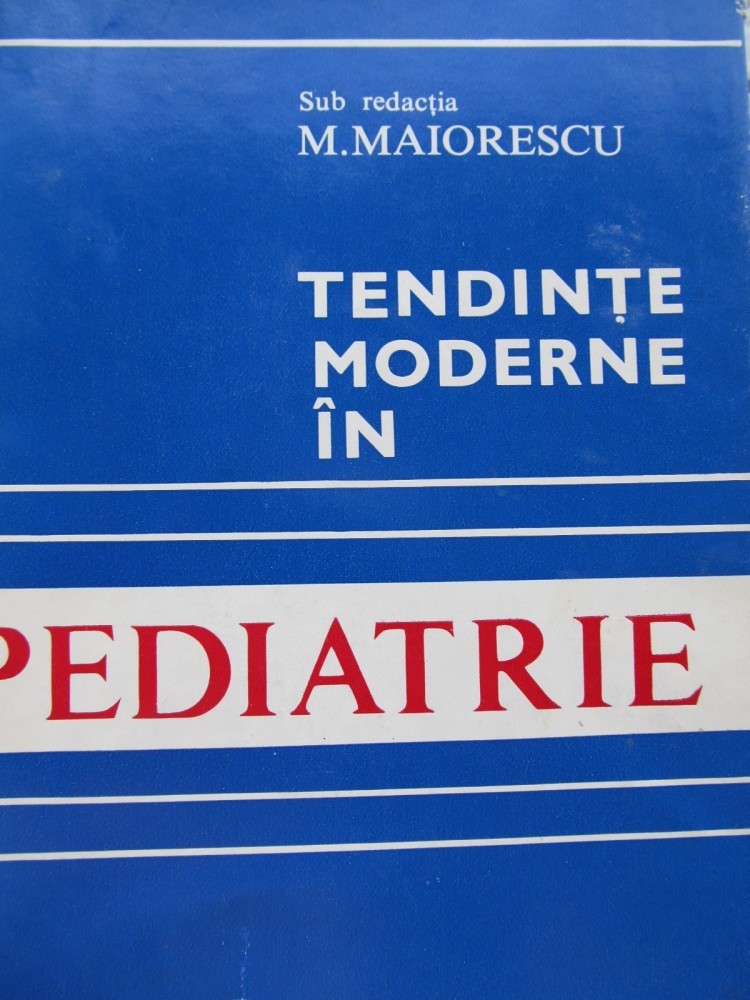 Sub redacția
M. MAIORESCU
TENDINȚE
MODERNE
ÎN
PEDIATRIE